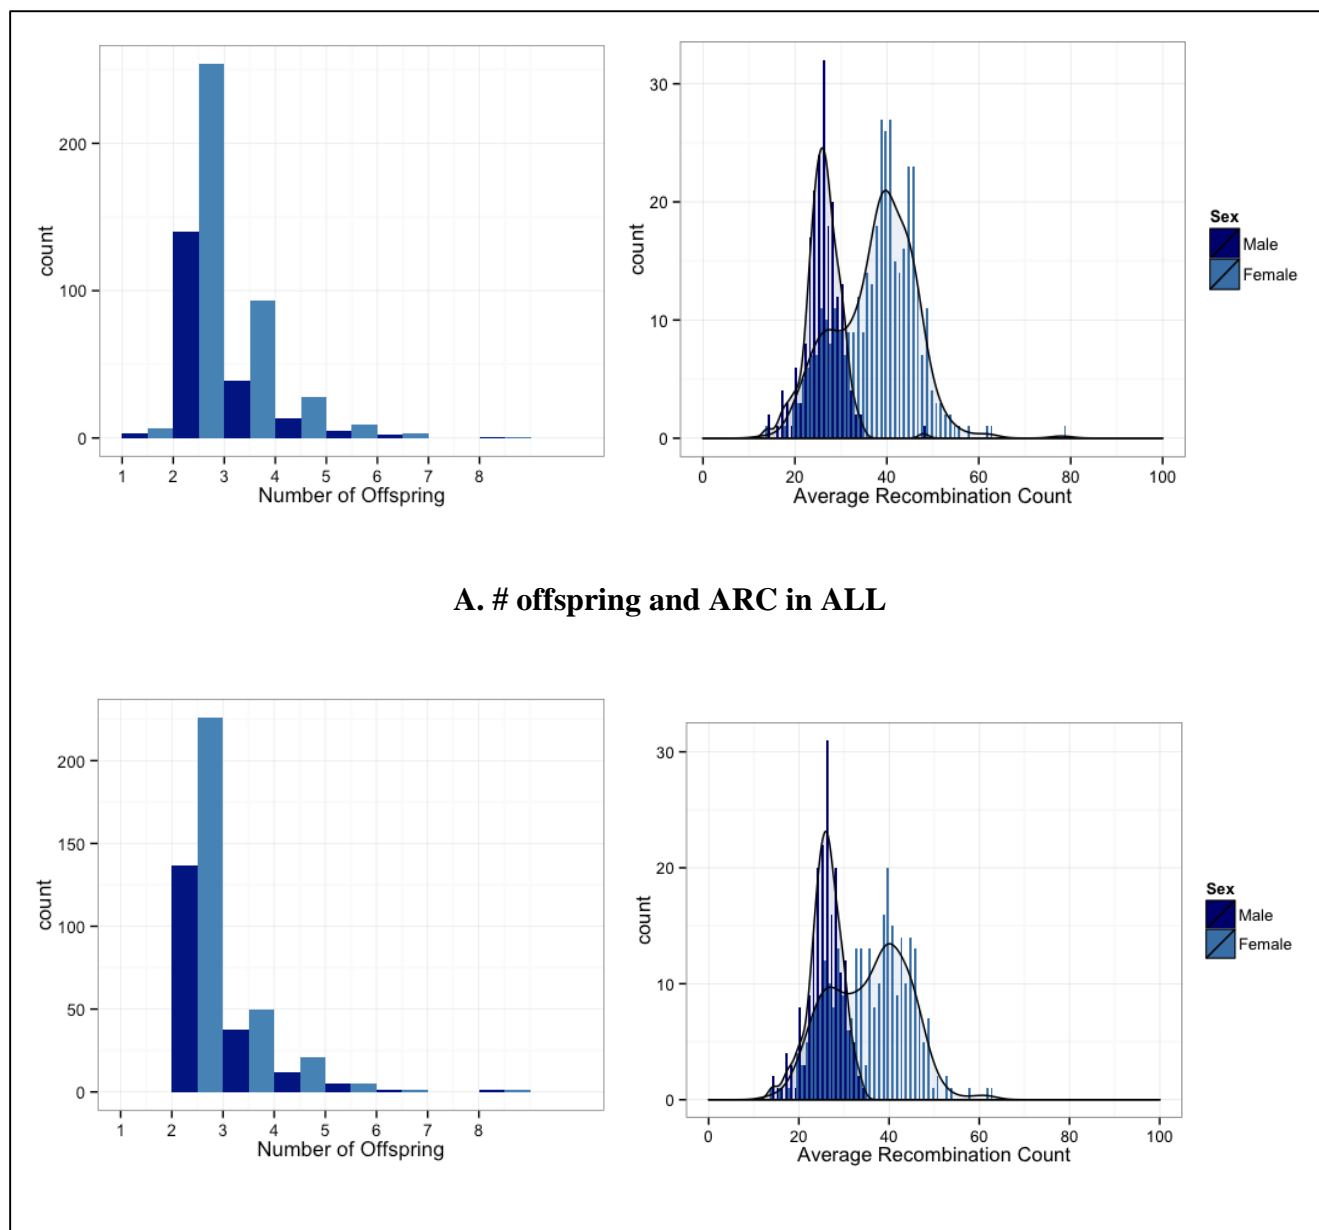 200
100
0
count
1 2 3 4 5 6 7 8
Number of Offspring
30
20
10
0
count
0 20 40 60 80 100
Average Recombination Count
Sex
Male
Female
A. # offspring and ARC in ALL
200
150
100
50
0
count
1 2 3 4 5 6 7 8
Number of Offspring
30
20
10
0
count
0 20 40 60 80 100
Average Recombination Count
Sex
Male
Female